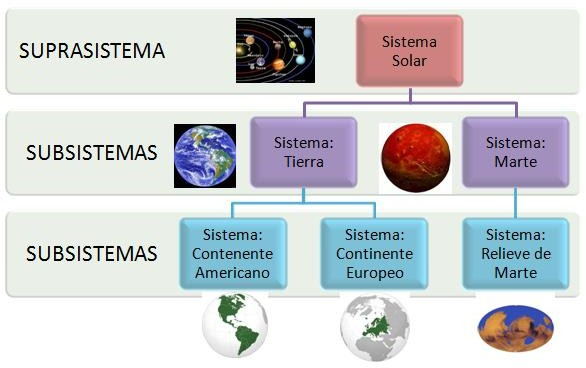 SUPRASISTEMA
Sistema
Solar
SUBSISTEMAS
Sistema:
Tierra
Sistema:
Marte
SUBSISTEMAS
Sistema:
Contenente
Americano
Sistema:
Continente
Europeo
Sistema:
Relieve de
Marte